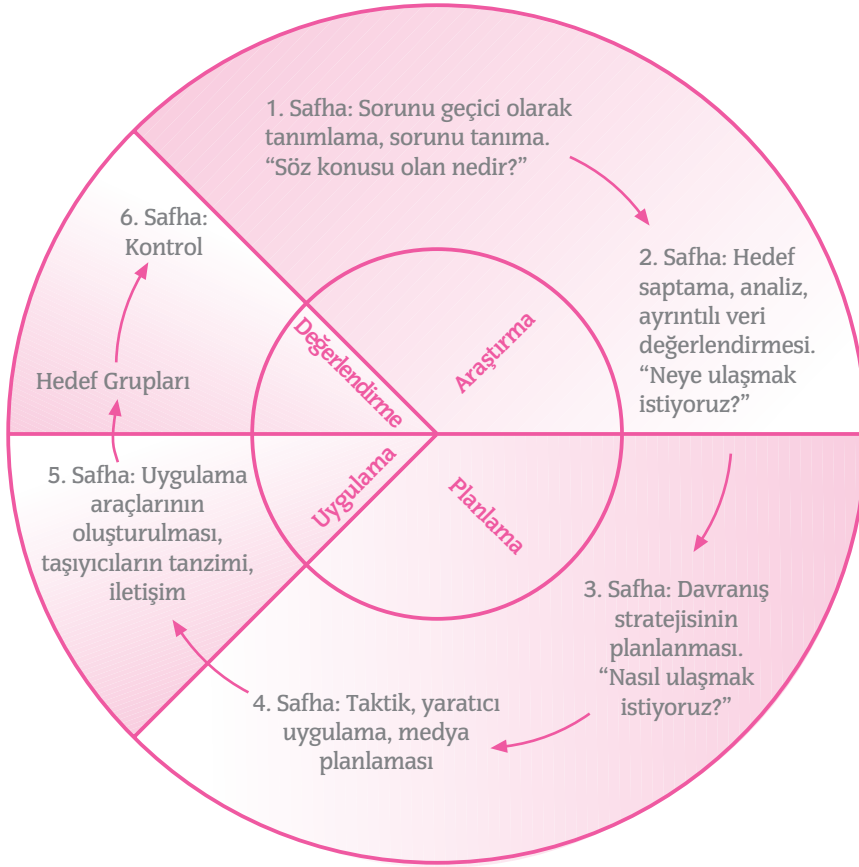 1. Safha: Sorunu geçici olarak
tanımlama, sorunu tanıma.
“Söz konusu olan nedir?”
2. Safha: Hedef
saptama, analiz,
ayrıntılı veri
değerlendirmesi.
“Neye ulaşmak
istiyoruz?”
3. Safha: Davranış
stratejisinin
planlanması.
“Nasıl ulaşmak
istiyoruz?”
4. Safha: Taktik, yaratıcı
uygulama, medya
planlaması
5. Safha: Uygulama
araçlarının
oluşturulması,
taşıyıcıların tanzimi,
iletişim
Hedef Grupları
6. Safha:
Kontrol
Araştırma
Planlama
Uygulama
Değerlendirme